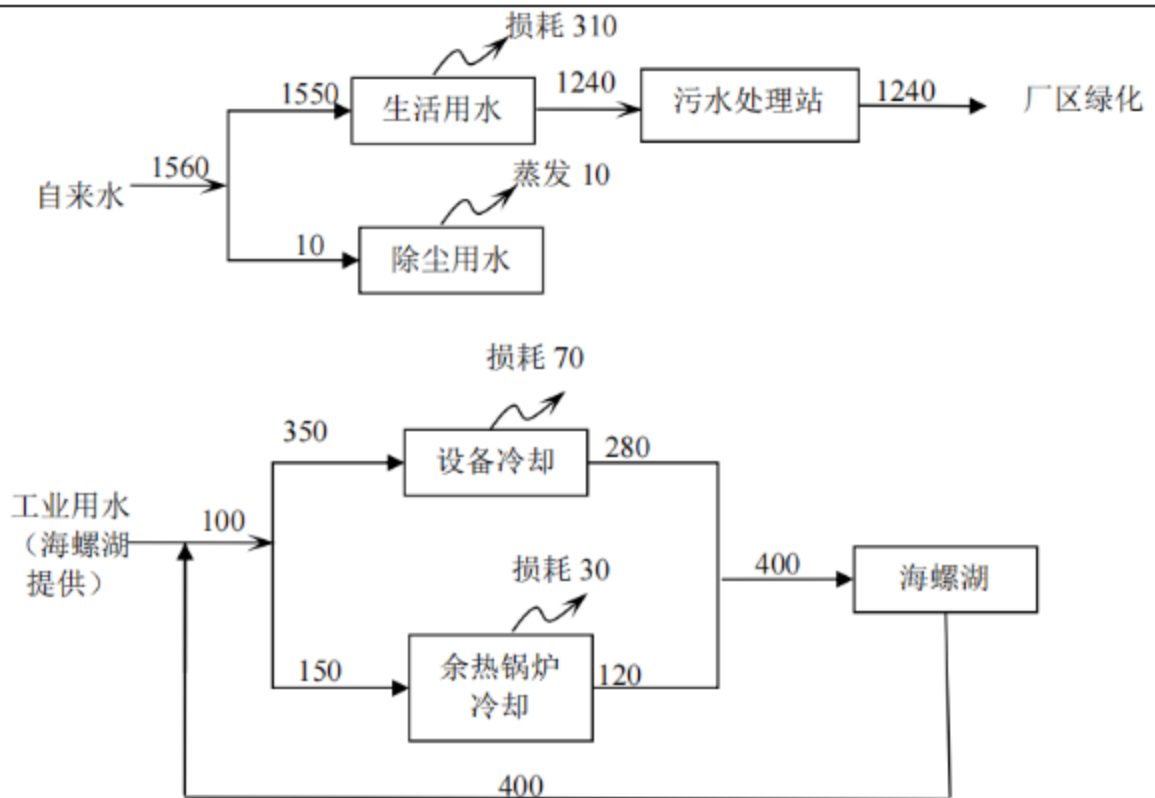 损耗 310
1550
生活用水
1240
污水处理站
1240
厂区绿化
自来水
1560
蒸发 10
10
除尘用水
损耗 70
350
设备冷却
280
工业用水
（海螺湖
提供）
100
损耗 30
400
海螺湖
150
余热锅炉
冷却
120
400